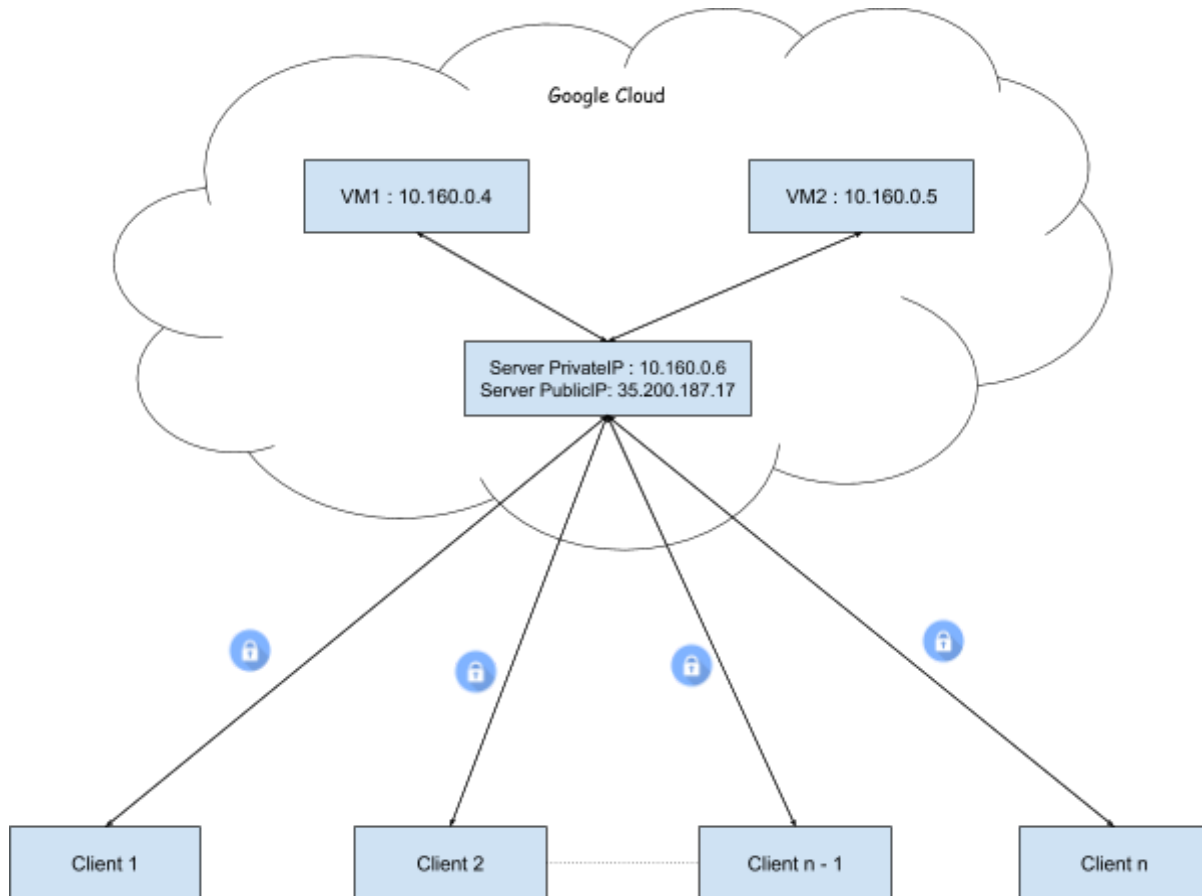 Google Cloud
VM1 : 10.160.0.4
VM2 : 10.160.0.5
Server PrivateIP : 10.160.0.6
Server PublicIP: 35.200.187.17
Client 1
Client 2
Client n - 1
Client n